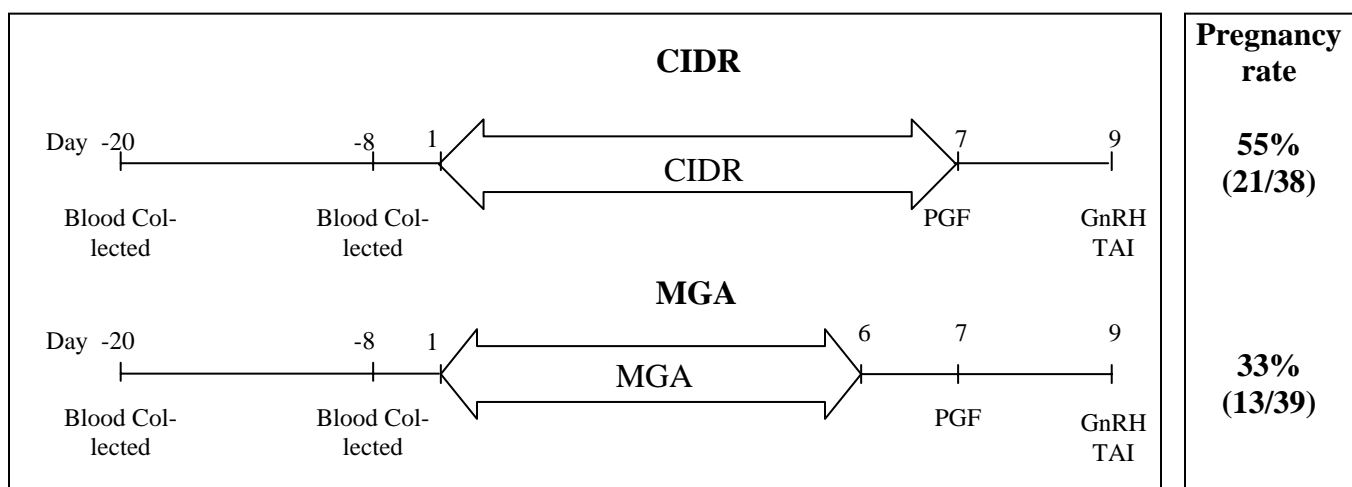 CIDR
Day -20 -8 1 7 9
CIDR
Blood Col-
lected
Blood Col-
lected
PGF
GnRH
TAI
MGA
Day -20 -8 1 6 7 9
MGA
Blood Col-
lected
Blood Col-
lected
PGF
GnRH
TAI
Pregnancy
rate
55%
(21/38)
33%
(13/39)